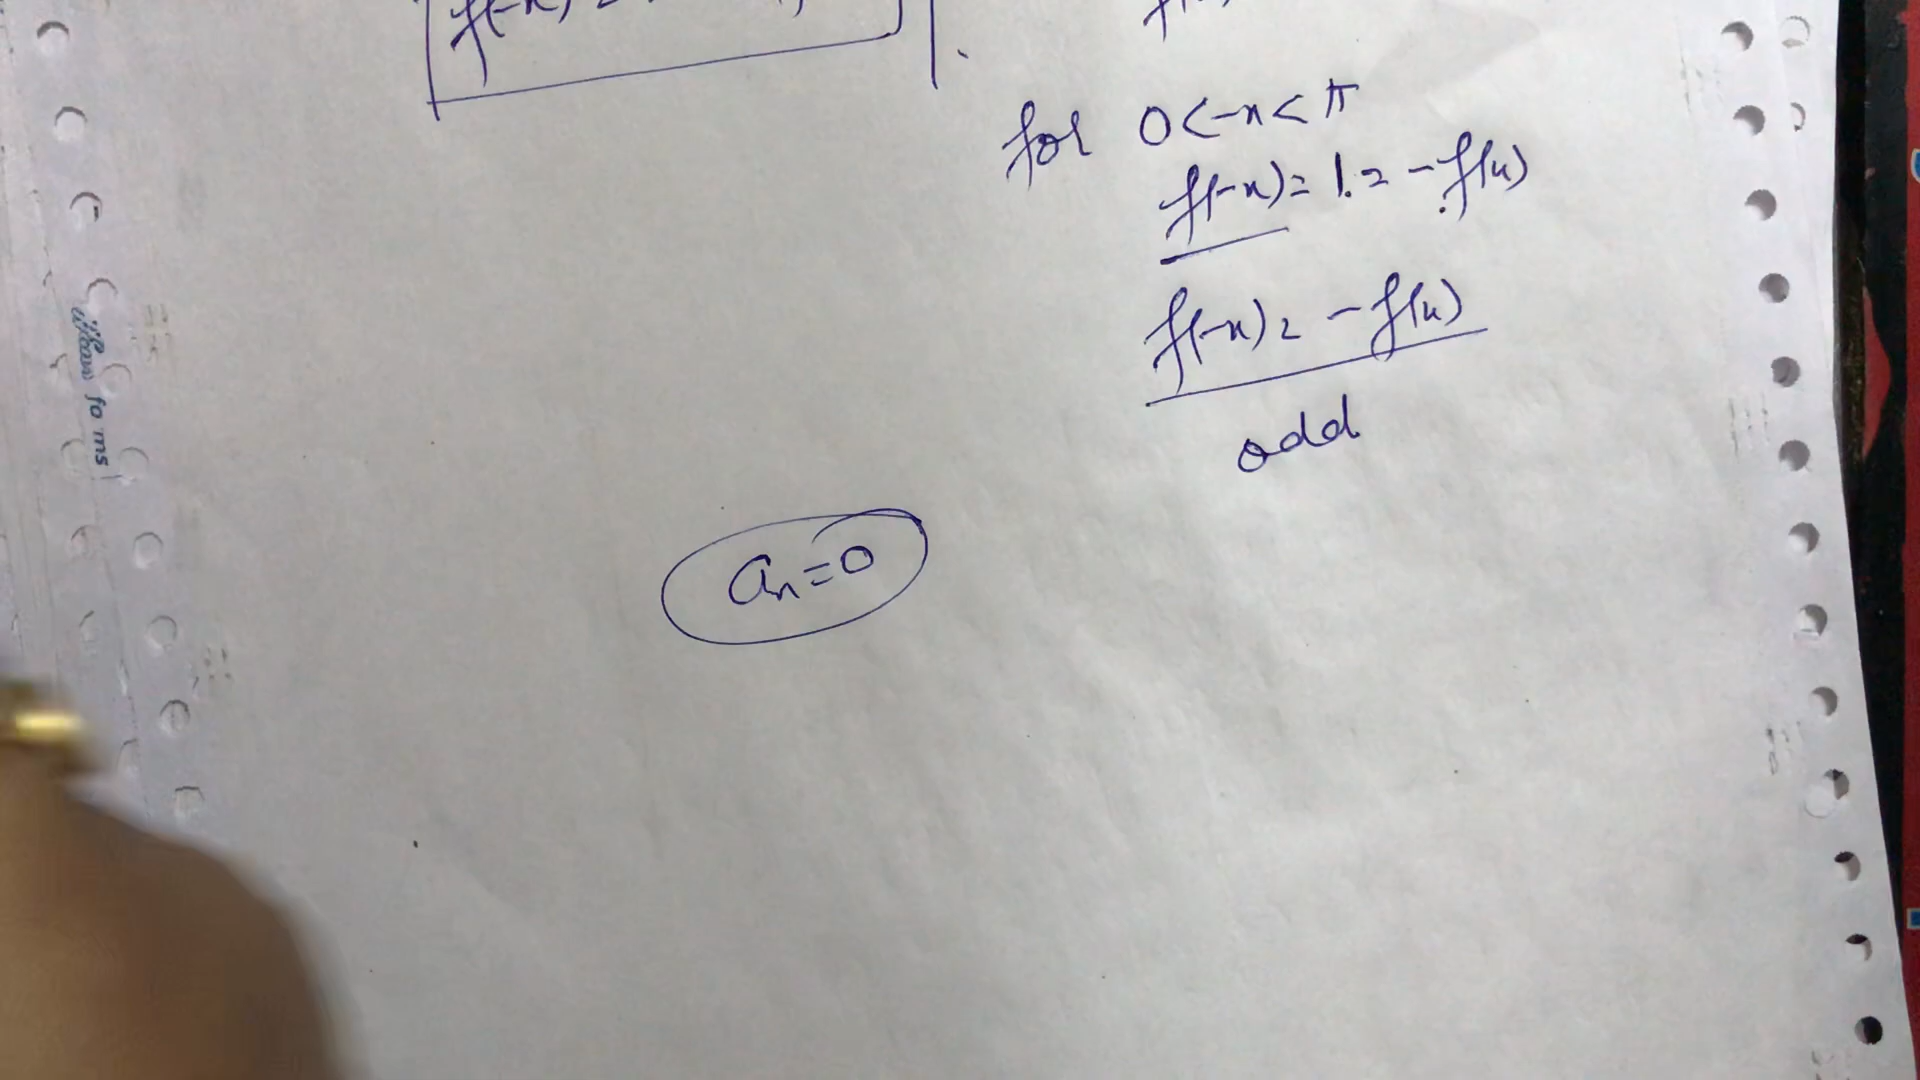 f(-x) =
for 0<-x<π
f(-x) = 1. = -f(x)
f(-x) = -f(x)
odd
an=0